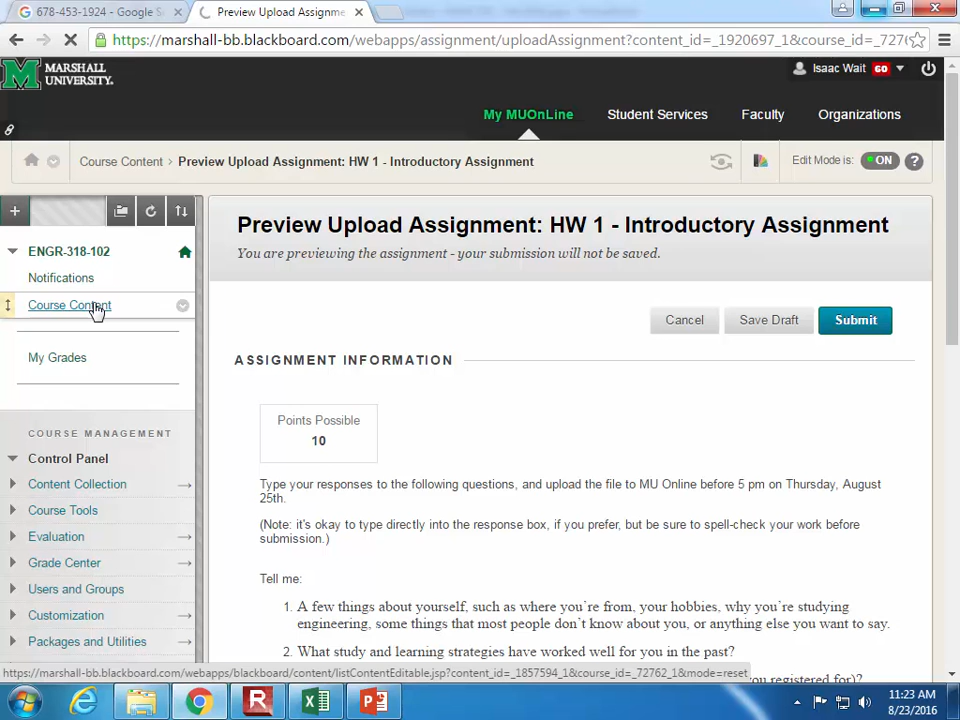 678-453-1924 - Google S
Preview Upload Assignme
https://marshall-bb.blackboard.com/webapps/assignment/uploadAssignment?content_id=_1920697_1&course_id=_727
M MARSHALL
UNIVERSITY.
Isaac Wait 60
My MUOnLine Student Services Faculty Organizations
Course Content > Preview Upload Assignment: HW 1 - Introductory Assignment
Edit Mode is: ON ?
ENGR-318-102
Notifications
Course Content
My Grades
COURSE MANAGEMENT
Control Panel
Content Collection
Course Tools
Evaluation
Grade Center
Users and Groups
Customization
Packages and Utilities
Preview Upload Assignment: HW 1 - Introductory Assignment
You are previewing the assignment - your submission will not be saved.
Cancel Save Draft Submit
ASSIGNMENT INFORMATION
Points Possible
10
Type your responses to the following questions, and upload the file to MU Online before 5 pm on Thursday, August
25th.
(Note: it's okay to type directly into the response box, if you prefer, but be sure to spell-check your work before
submission.)
Tell me:
1. A few things about yourself, such as where you`re from, your hobbies, why you`re studying
engineering, some things that most people don`t know about you, or anything else you want to say.
2. What study and learning strategies have worked well for you in the past?
you registered for)?
https://marshall-bb.blackboard.com/webapps/blackboard/content/listContentEditable.jsp?content_id=_1857594_1&course_id=_72762_1&mode=reset
11:23 AM
8/23/2016